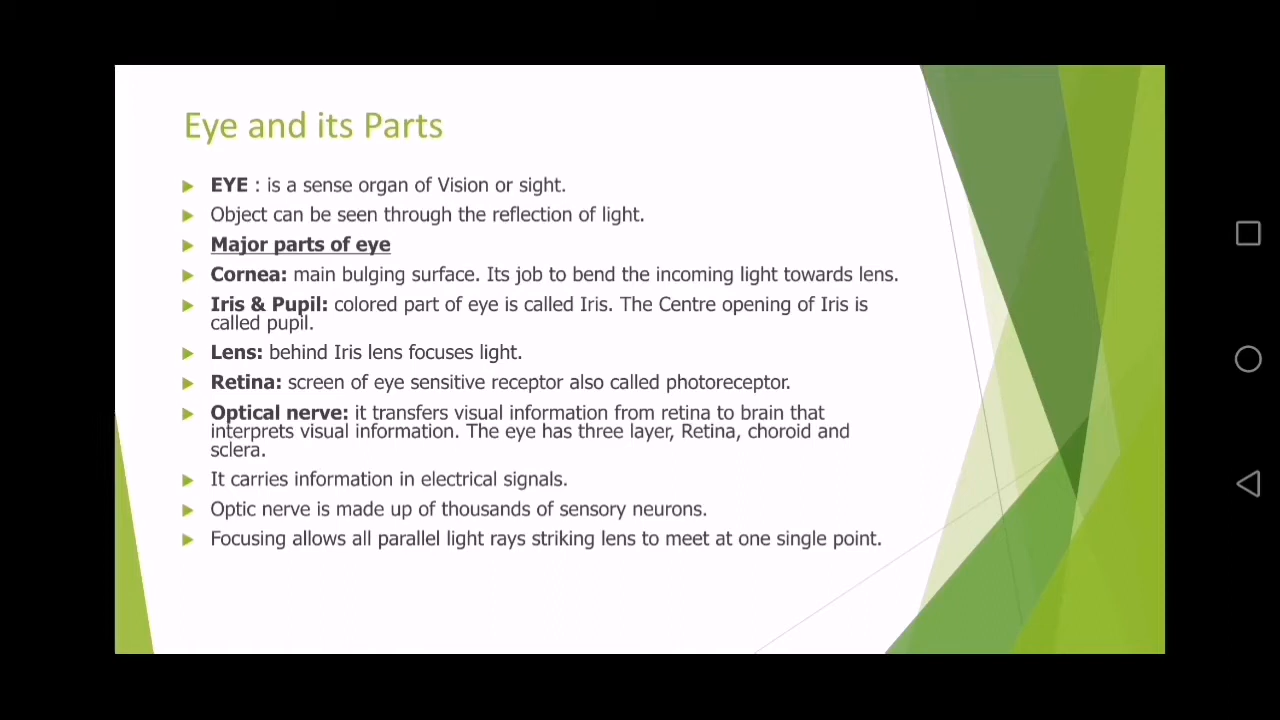 Eye and its Parts
EYE : is a sense organ of Vision or sight.
Object can be seen through the reflection of light.
Major parts of eye
Cornea: main bulging surface. Its job to bend the incoming light towards lens.
Iris & Pupil: colored part of eye is called Iris. The Centre opening of Iris is
called pupil.
Lens: behind Iris lens focuses light.
Retina: screen of eye sensitive receptor also called photoreceptor.
Optical nerve: it transfers visual information from retina to brain that
interprets visual information. The eye has three layer, Retina, choroid and
sclera.
It carries information in electrical signals.
Optic nerve is made up of thousands of sensory neurons.
Focusing allows all parallel light rays striking lens to meet at one single point.